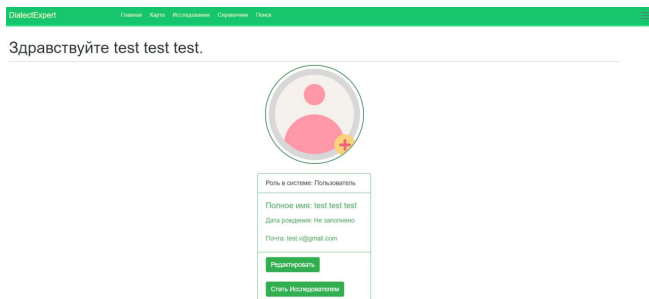 DialectExpert Главная Карта Исследования Справочник Поиск
Здравствуйте test test test.
Роль в системе: Пользователь
Полное имя: test test test
Дата рождения: Не заполнено
Почта: test.v@gmail.com
Редактировать
Стать Исследователем